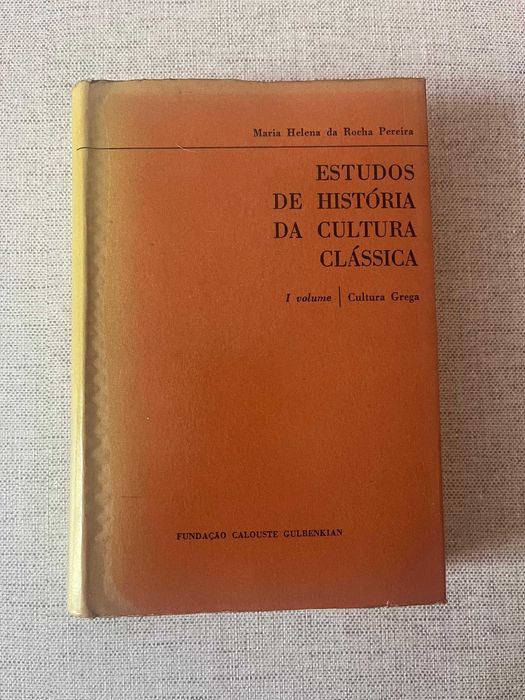 Maria Helena da Rocha Pereira
ESTUDOS
DE HISTÓRIA
DA CULTURA
CLÁSSICA
I volume | Cultura Grega
FUNDAÇÃO CALOUSTE GULBENKIAN